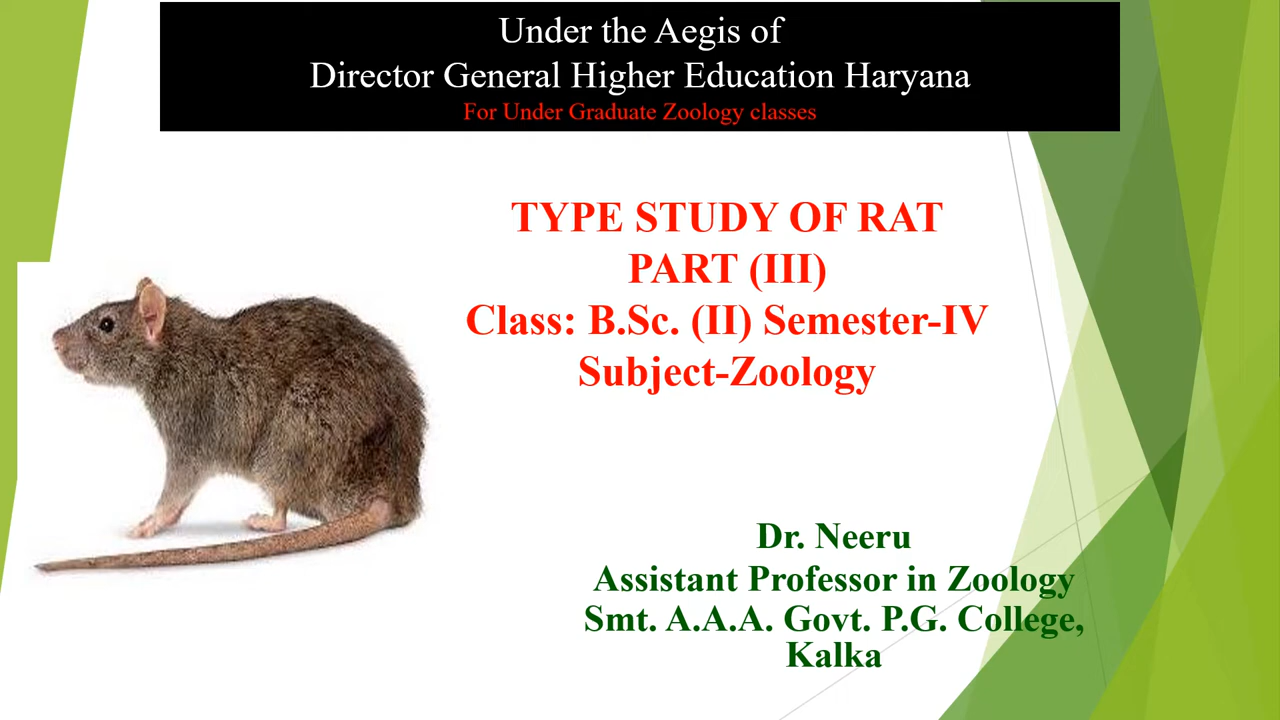 Under the Aegis of
Director General Higher Education Haryana
For Under Graduate Zoology classes
TYPE STUDY OF RAT
PART (III)
Class: B.Sc. (II) Semester-IV
Subject-Zoology
Dr. Neeru
Assistant Professor in Zoology
Smt. A.A.A. Govt. P.G. College,
Kalka